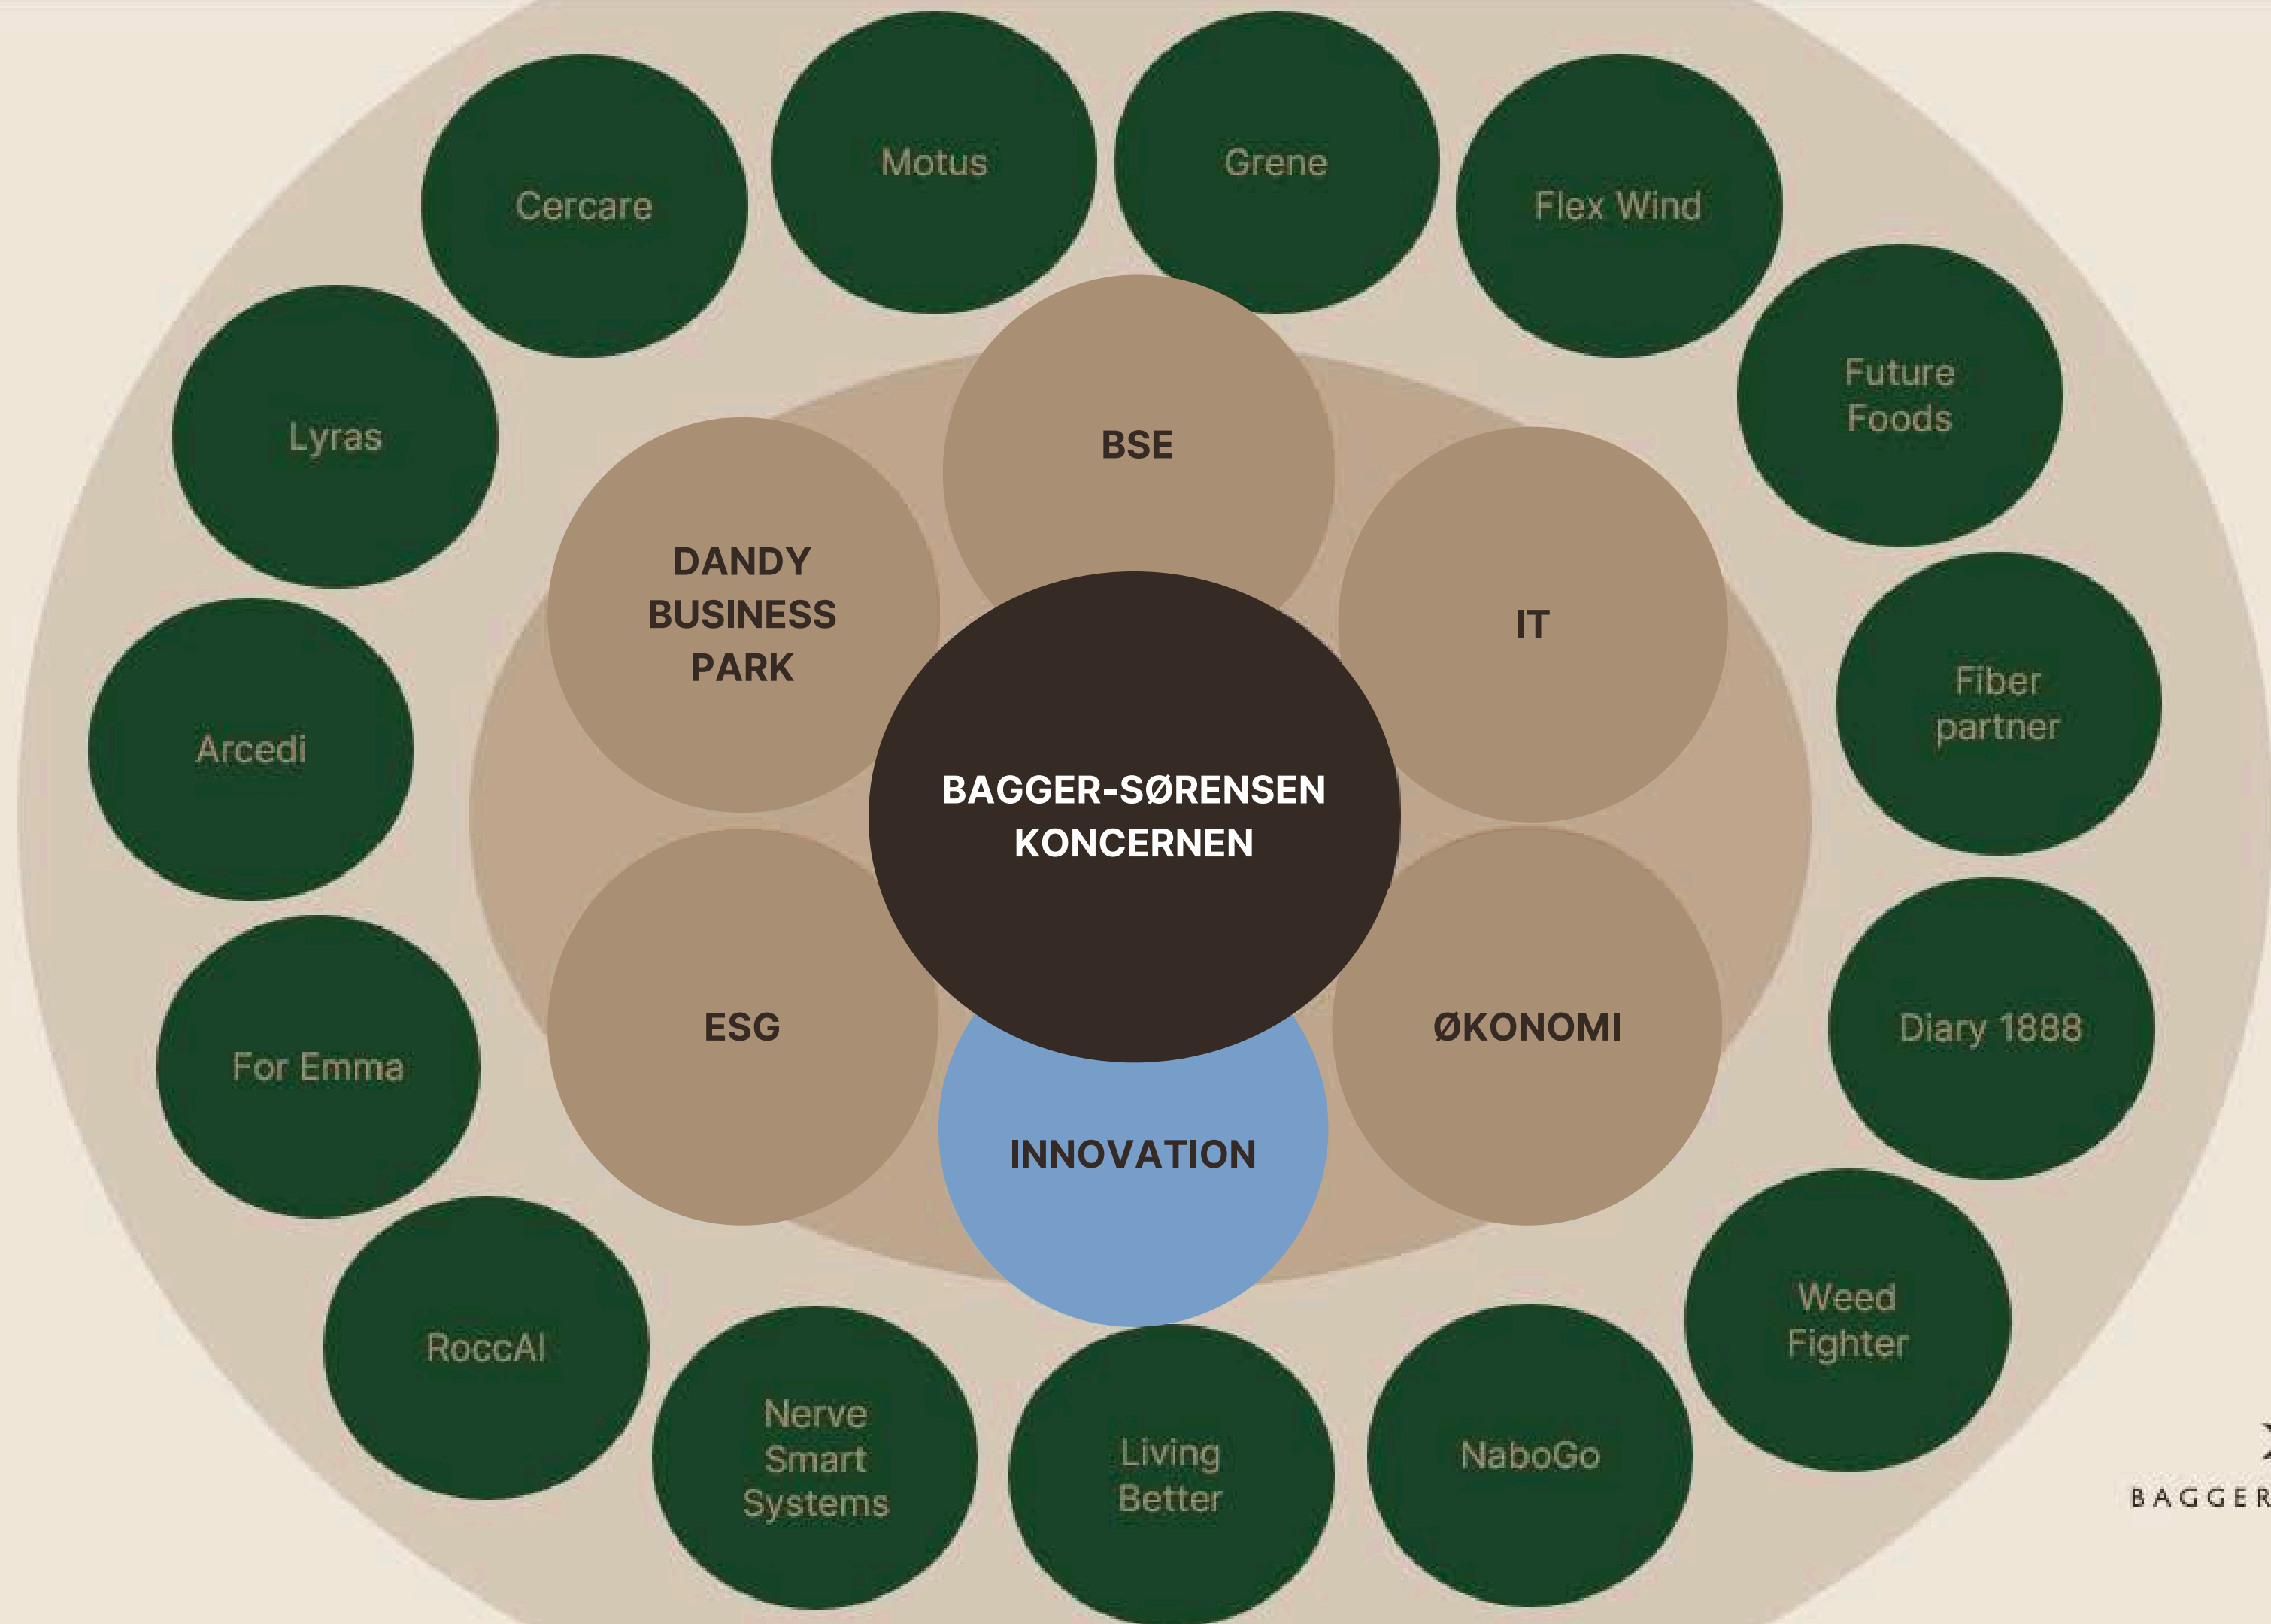 Motus
Grene
Cercare
Flex Wind
Future
Foods
Lyras
BSE
DANDY
BUSINESS
PARK
IT
Fiber
partner
Arcedi
BAGGER-SØRENSEN
KONCERNEN
For Emma
ESG
ØKONOMI
Diary 1888
INNOVATION
Weed
Fighter
RoccAI
Nerve
Smart
Systems
Living
Better
NaboGo
BAGGER